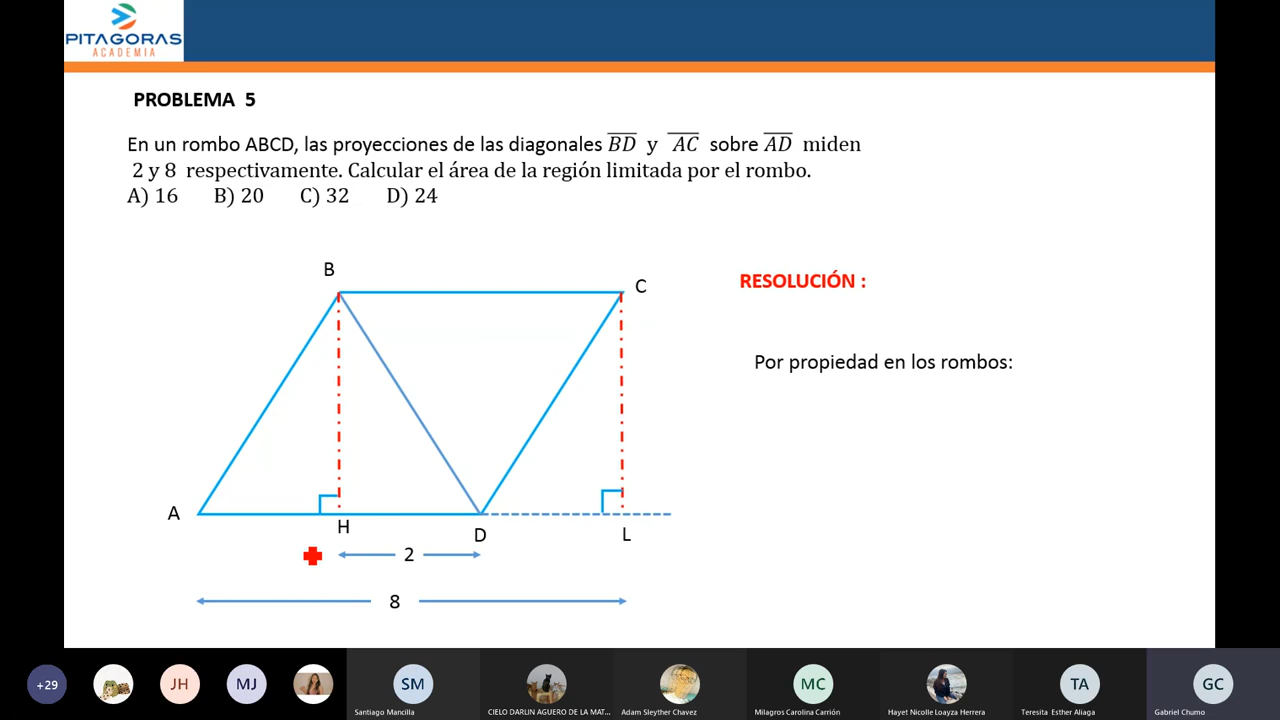 PITAGORAS
ACADEMIA
PROBLEMA 5
En un rombo ABCD, las proyecciones de las diagonales BD y AC sobre AD miden
2 y 8 respectivamente. Calcular el área de la región limitada por el rombo.
A) 16 B) 20 C) 32 D) 24
B
C
RESOLUCIÓN :
Por propiedad en los rombos:
A
H
D
L
2
8
+29
JH
MJ
SM
MC
TA
GC
Santiago Mancilla
CIELO DARLIN AGUERO DE LA MAT...
Adam Sleyther Chavez
Milagros Carolina Carrión
Hayet Nicolle Loayza Herrera
Teresita Esther Aliaga
Gabriel Chumo